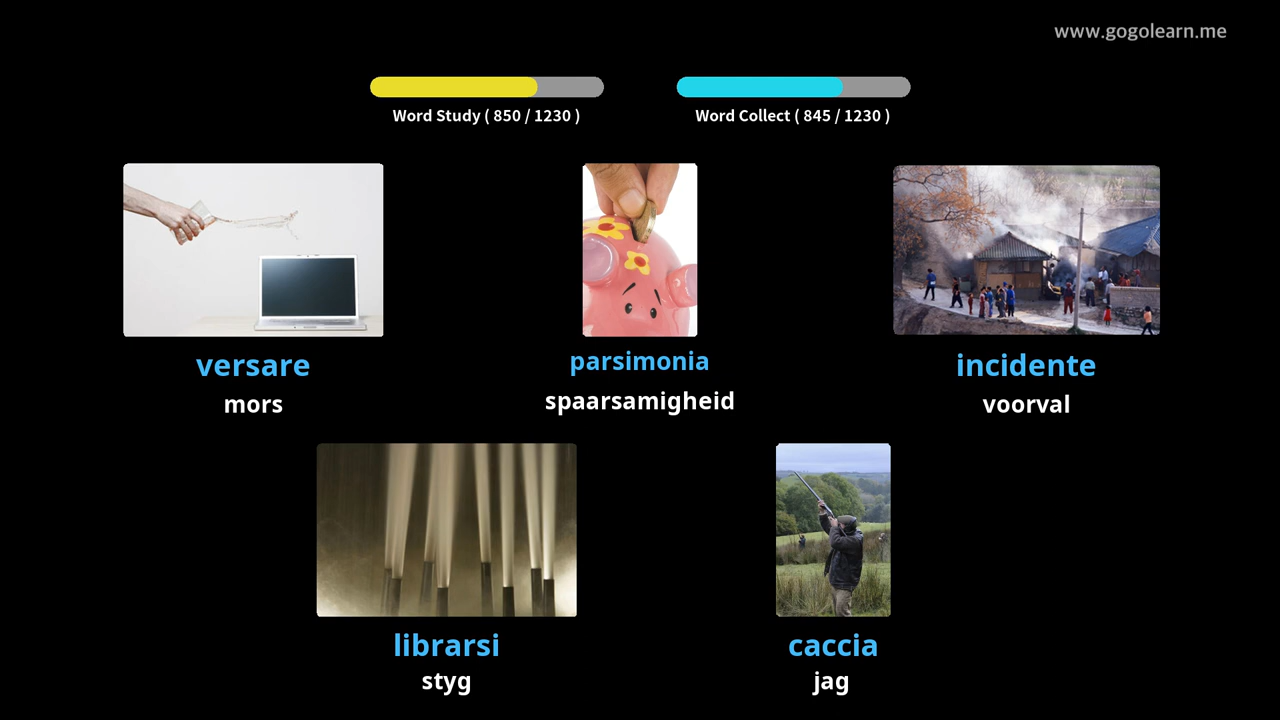 www.gogolearn.me
Word Study ( 850 / 1230 )
Word Collect ( 845 / 1230 )
versare
mors
parsimonia
spaarsamigheid
incidente
voorval
librarsi
styg
caccia
jag